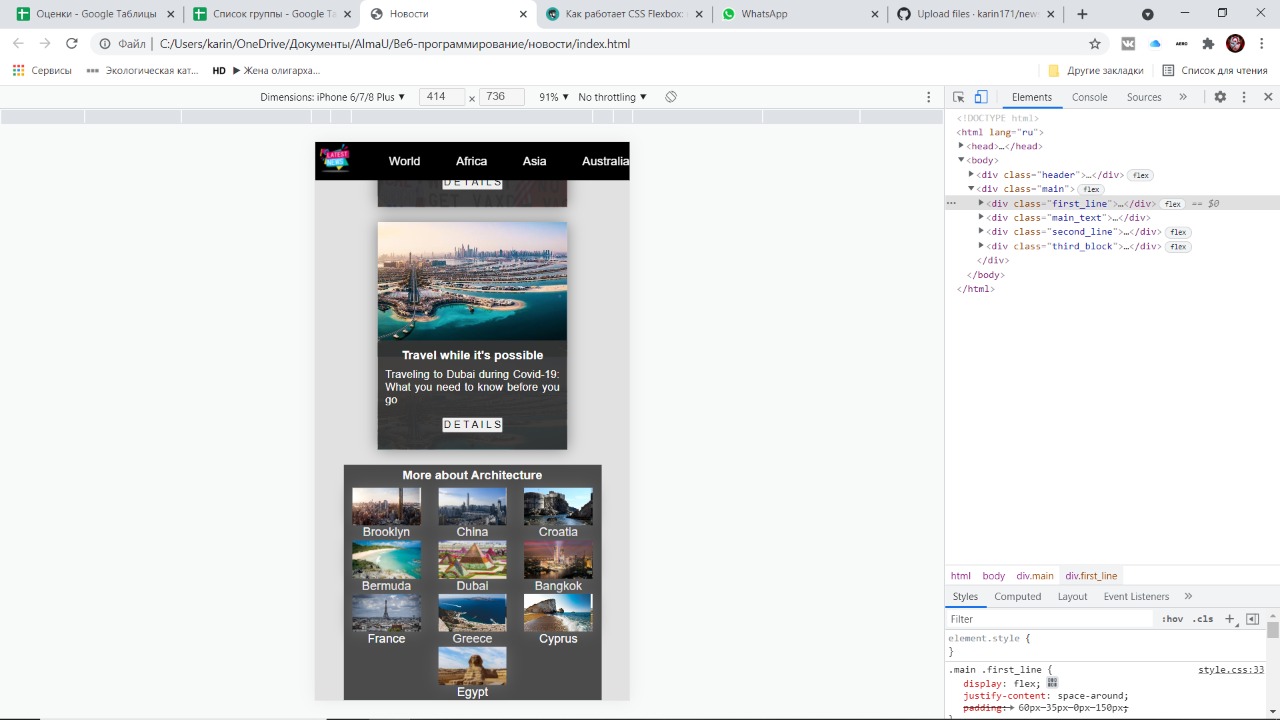 Оценки - Google Таблицы
Список группы - Google Та
Новости
Как работает CSS Flexbox:
WhatsApp
Upload files · karin171/new
Файл | C:/Users/karin/OneDrive/Документы/AlmaU/Веб-программирование/новости/index.html
Сервисы
Экологическая кат...
HD ▶ Жена олигарха...
Другие закладки
Список для чтения
Dimensions: iPhone 6/7/8 Plus ▼ 414 × 736 91% ▼ No throttling ▼
LATEST NEWS
World Africa Asia Australia
DETAILS
Travel while it's possible
Traveling to Dubai during Covid-19:
What you need to know before you
go
DETAILS
More about Architecture
Brooklyn China Croatia
Bermuda Dubai Bangkok
France Greece Cyprus
Egypt
Elements Console Sources »
<!DOCTYPE html>
<html lang="ru">
▶<head>…</head>
▼<body>
▶<div class="header">…</div> flex
▼<div class="main"> flex
… ▶<div class="first_line">…</div> flex == $0
▶<div class="main_text">…</div>
▶<div class="second_line">…</div> flex
▶<div class="third_block">…</div> flex
</div>
</body>
</html>
html body div.main div.first_line
Styles Computed Layout Event Listeners »
Filter :hov .cls +
element.style {
}
.main .first_line { style.css:33
display: flex;
justify-content: space-around;
padding:▶ 60px 35px 0px 150px;